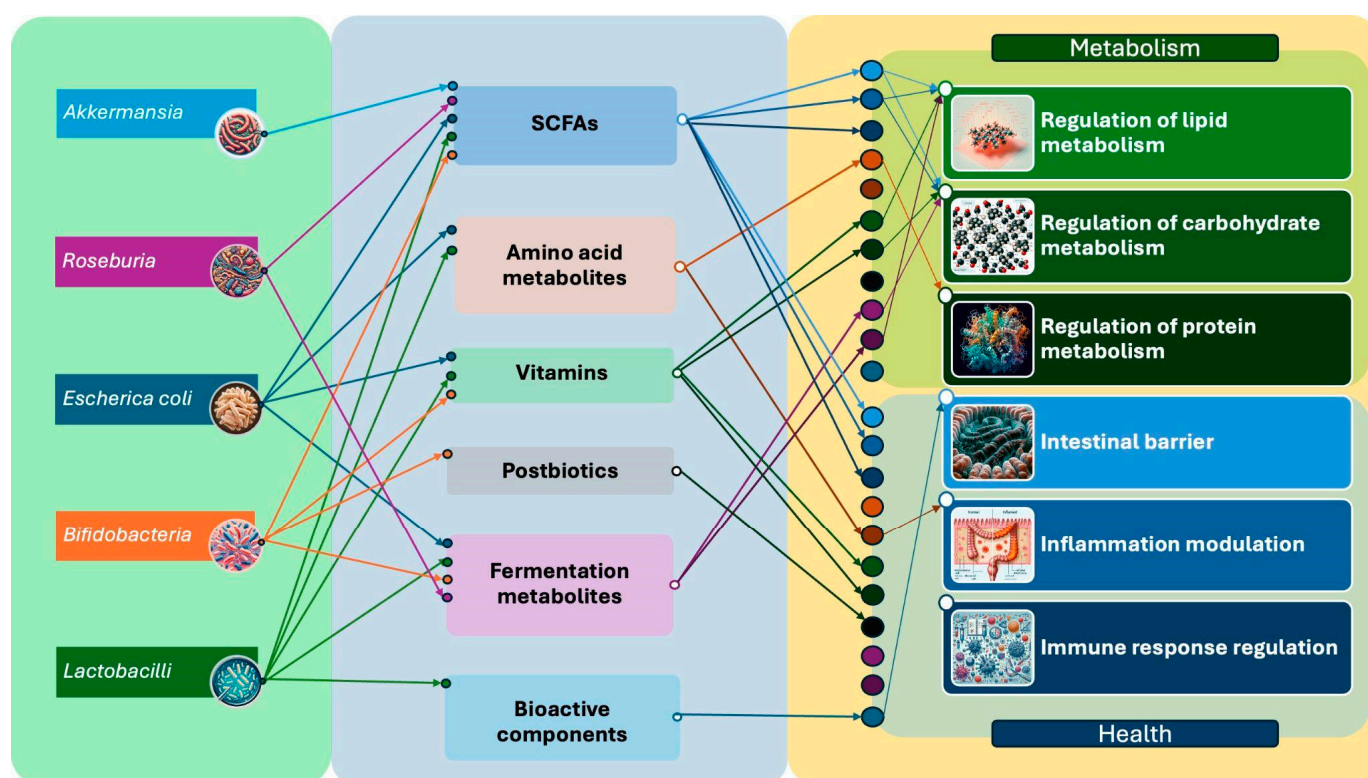 Akkermansia
Roseburia
Escherica coli
Bifidobacteria
Lactobacilli
SCFAs
Amino acid
metabolites
Vitamins
Postbiotics
Fermentation
metabolites
Bioactive
components
Metabolism
Regulation of lipid
metabolism
Regulation of carbohydrate
metabolism
Regulation of protein
metabolism
Intestinal barrier
Inflammation modulation
Immune response regulation
Health